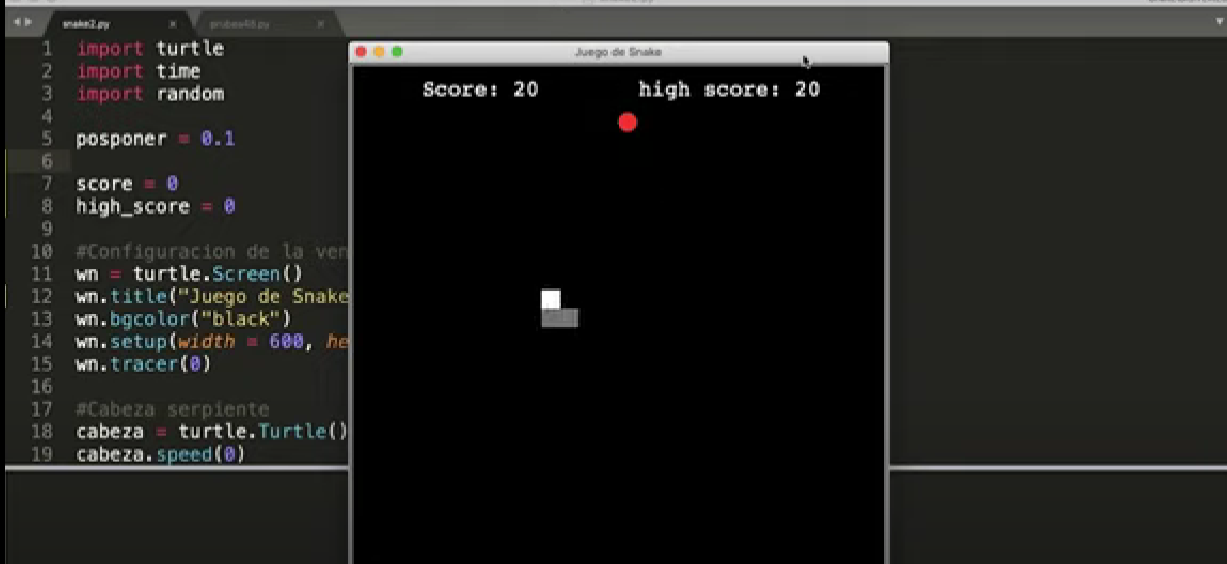 snake2.py
import turtle
import time
import random
posponer = 0.1
score = 0
high_score = 0
#Configuracion de la ven
wn = turtle.Screen()
wn.title("Juego de Snake
wn.bgcolor("black")
wn.setup(width = 600, he
wn.tracer(0)
#Cabeza serpiente
cabeza = turtle.Turtle()
cabeza.speed(0)
1
2
3
4
5
6
7
8
9
10
11
12
13
14
15
16
17
18
19
Juego de Snake
Score: 20 high score: 20